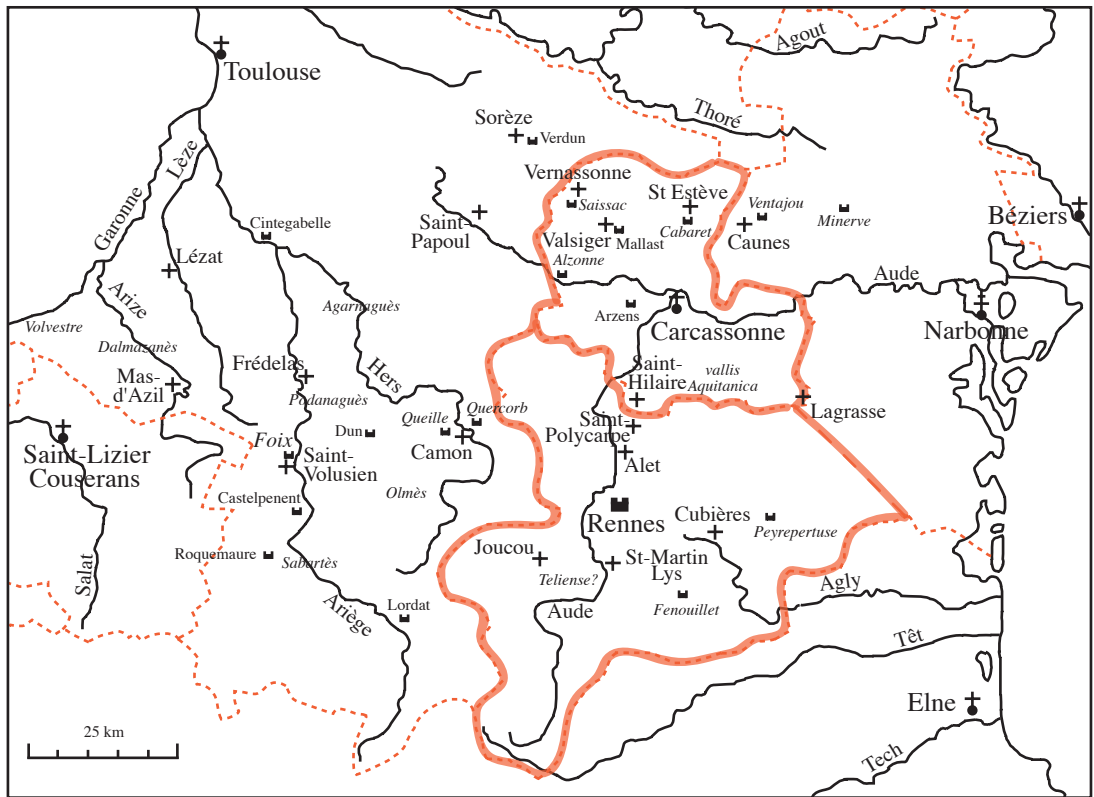 Agout
Toulouse
Thoré
Sorèze
Verdun
Lèze
Vernassonne
St Estève
Saissac
Ventajou
Minerve
Garonne
Cintegabelle
Saint-
Papoul
Valsiger
Mallast
Cabaret
Caunes
Béziers
Lézat
Alzonne
Aude
Arize
Agarnaguès
Arzens
Carcassonne
Narbonne
Volvestre
Dalmazanès
Frédelas
Hers
Saint-
Hilaire
vallis
Aquitanica
Mas-
d'Azil
Podanaguès
Queille
Quercorb
Lagrasse
Saint-
Polycarpe
Foix
Dun
Camon
Saint-Lizier
Couserans
Saint-
Volusien
Alet
Olmès
Castelpenent
Rennes
Cubières
Peyrepertuse
Roquemaure
Sabartès
Joucou
St-Martin
Lys
Salat
Teliense?
Agly
Ariège
Lordat
Aude
Fenouillet
Têt
Elne
25 km
Tech